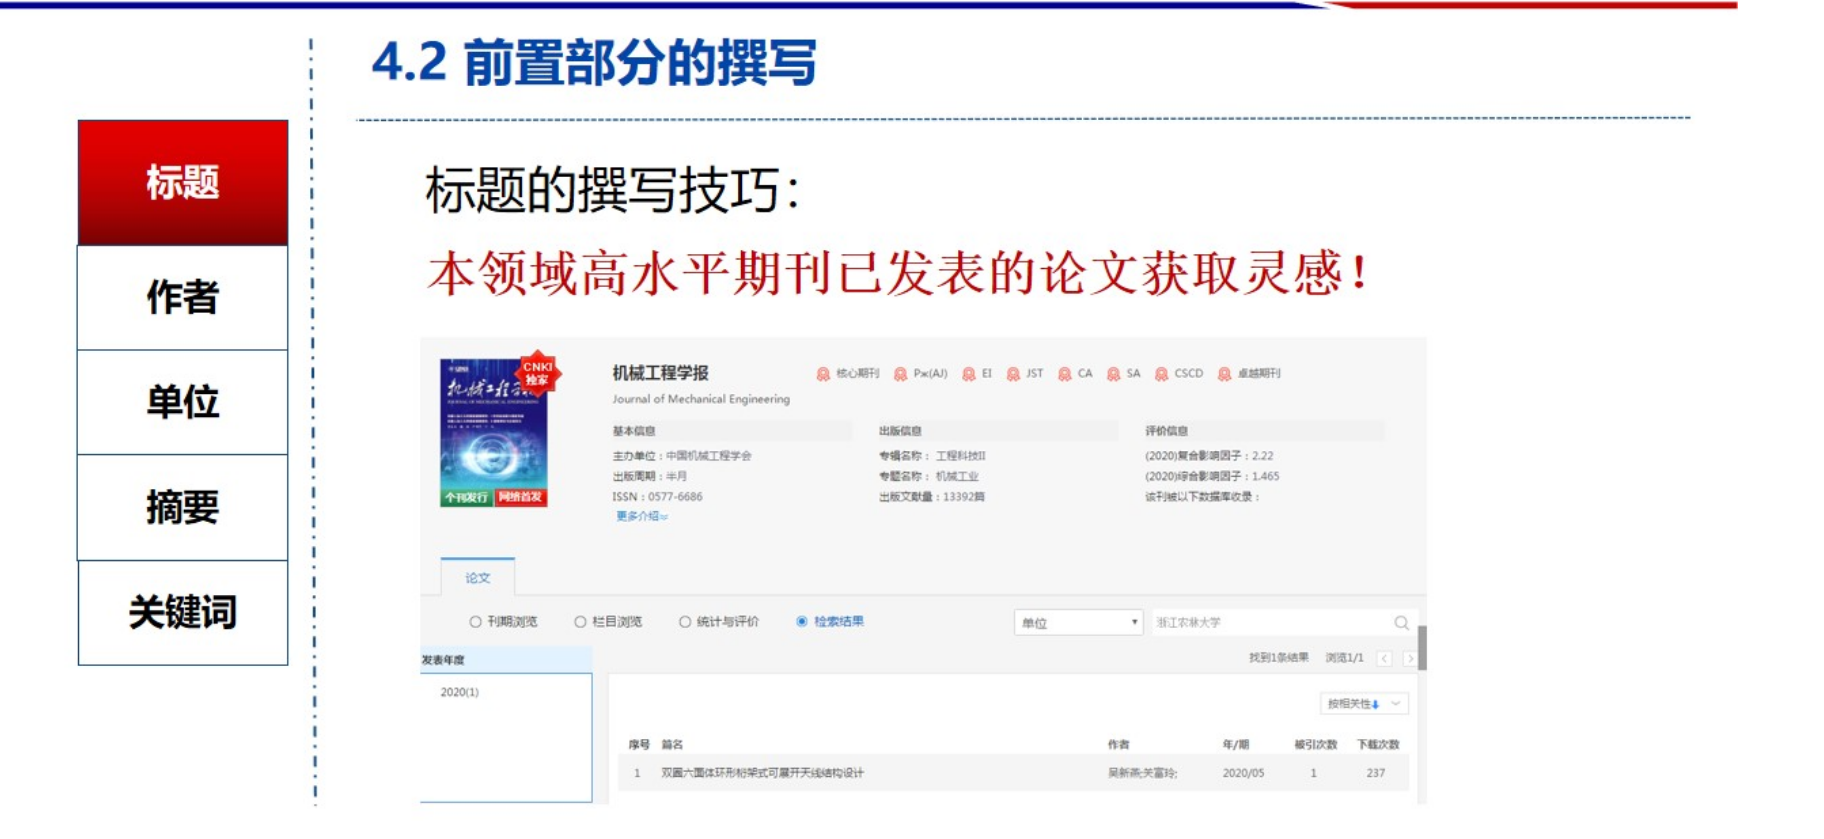 4.2 前置部分的撰写
标题
作者
单位
摘要
关键词
标题的撰写技巧：
本领域高水平期刊已发表的论文获取灵感！
CNKI
独家
机械工程学报
个刊发行 网络首发
机械工程学报
核心期刊 Pж(AJ) EI JST CA SA CSCD 卓越期刊
Journal of Mechanical Engineering
基本信息 出版信息 评价信息
主办单位：中国机械工程学会 专辑名称： 工程科技II (2020)复合影响因子：2.22
出版周期：半月 专题名称： 机械工业 (2020)综合影响因子：1.465
ISSN：0577-6686 出版文献量：13392篇 该刊被以下数据库收录：
更多介绍
论文
刊期浏览 栏目浏览 统计与评价 检索结果 单位 浙江农林大学
发表年度 找到1条结果 浏览1/1
2020(1)
按相关性
序号 篇名 作者 年/期 被引次数 下载次数
1 双圈六面体环形桁架式可展开天线结构设计 吴新燕;关富玲; 2020/05 1 237